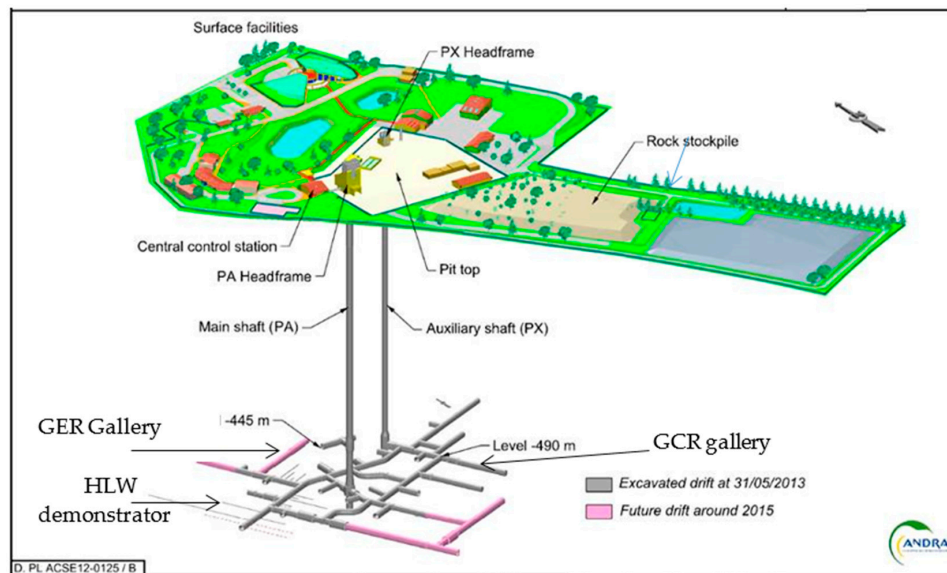 Surface facilities
PX Headframe
Rock stockpile
Central control station
PA Headframe
Pit top
Main shaft (PA)
Auxiliary shaft (PX)
-445 m
GER Gallery
Level -490 m
GCR gallery
HLW
demonstrator
Excavated drift at 31/05/2013
Future drift around 2015
ANDRA
D. PL ACSE12-0125 / B